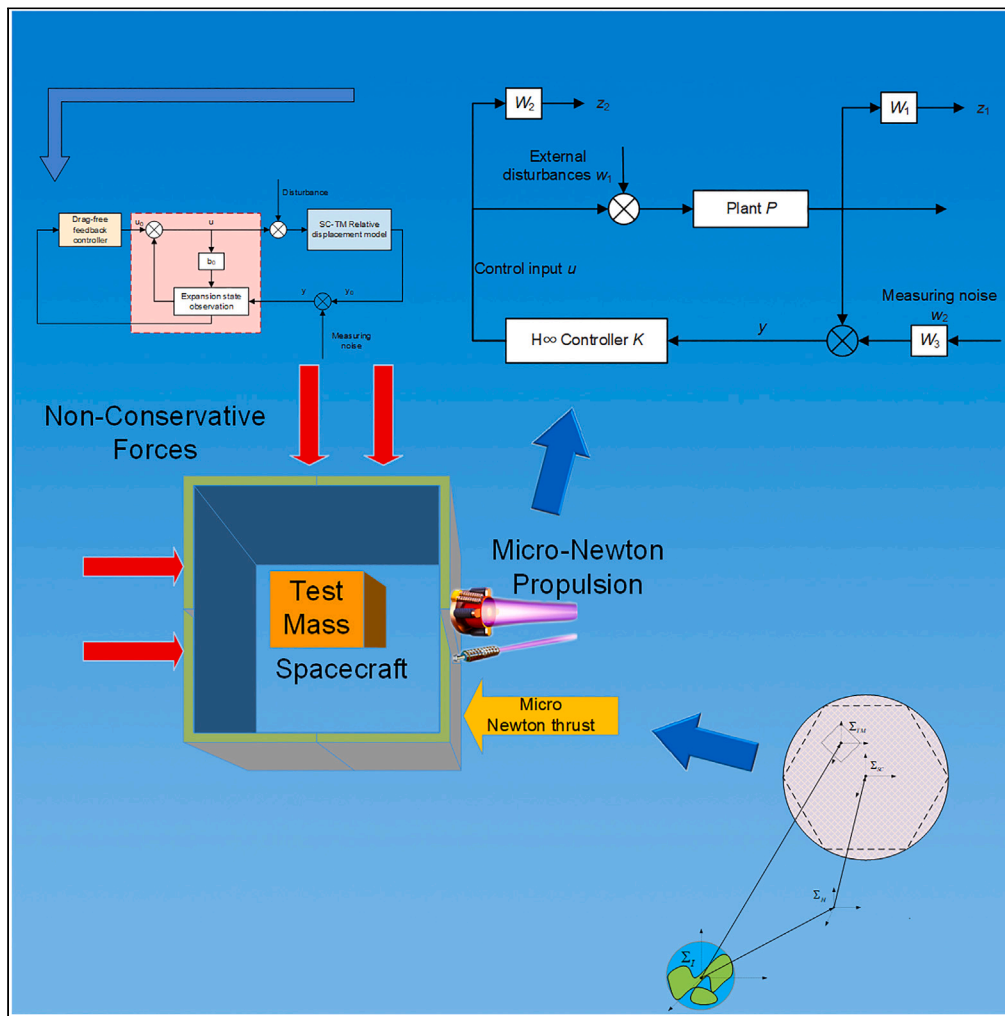 W2
z2
W1
z1
External
disturbances w1
Plant P
Control input u
Measuring noise
w2
H∞ Controller K
y
W3
Disturbance
Drag-free
feedback
controller
u0
u
SC-TM Relative
displacement model
b0
Expansion state
observation
y
y0
Measuring
noise
Non-Conservative
Forces
Micro-Newton
Propulsion
Test
Mass
Spacecraft
Micro
Newton thrust
ΣTM
ΣSC
ΣH
ΣI